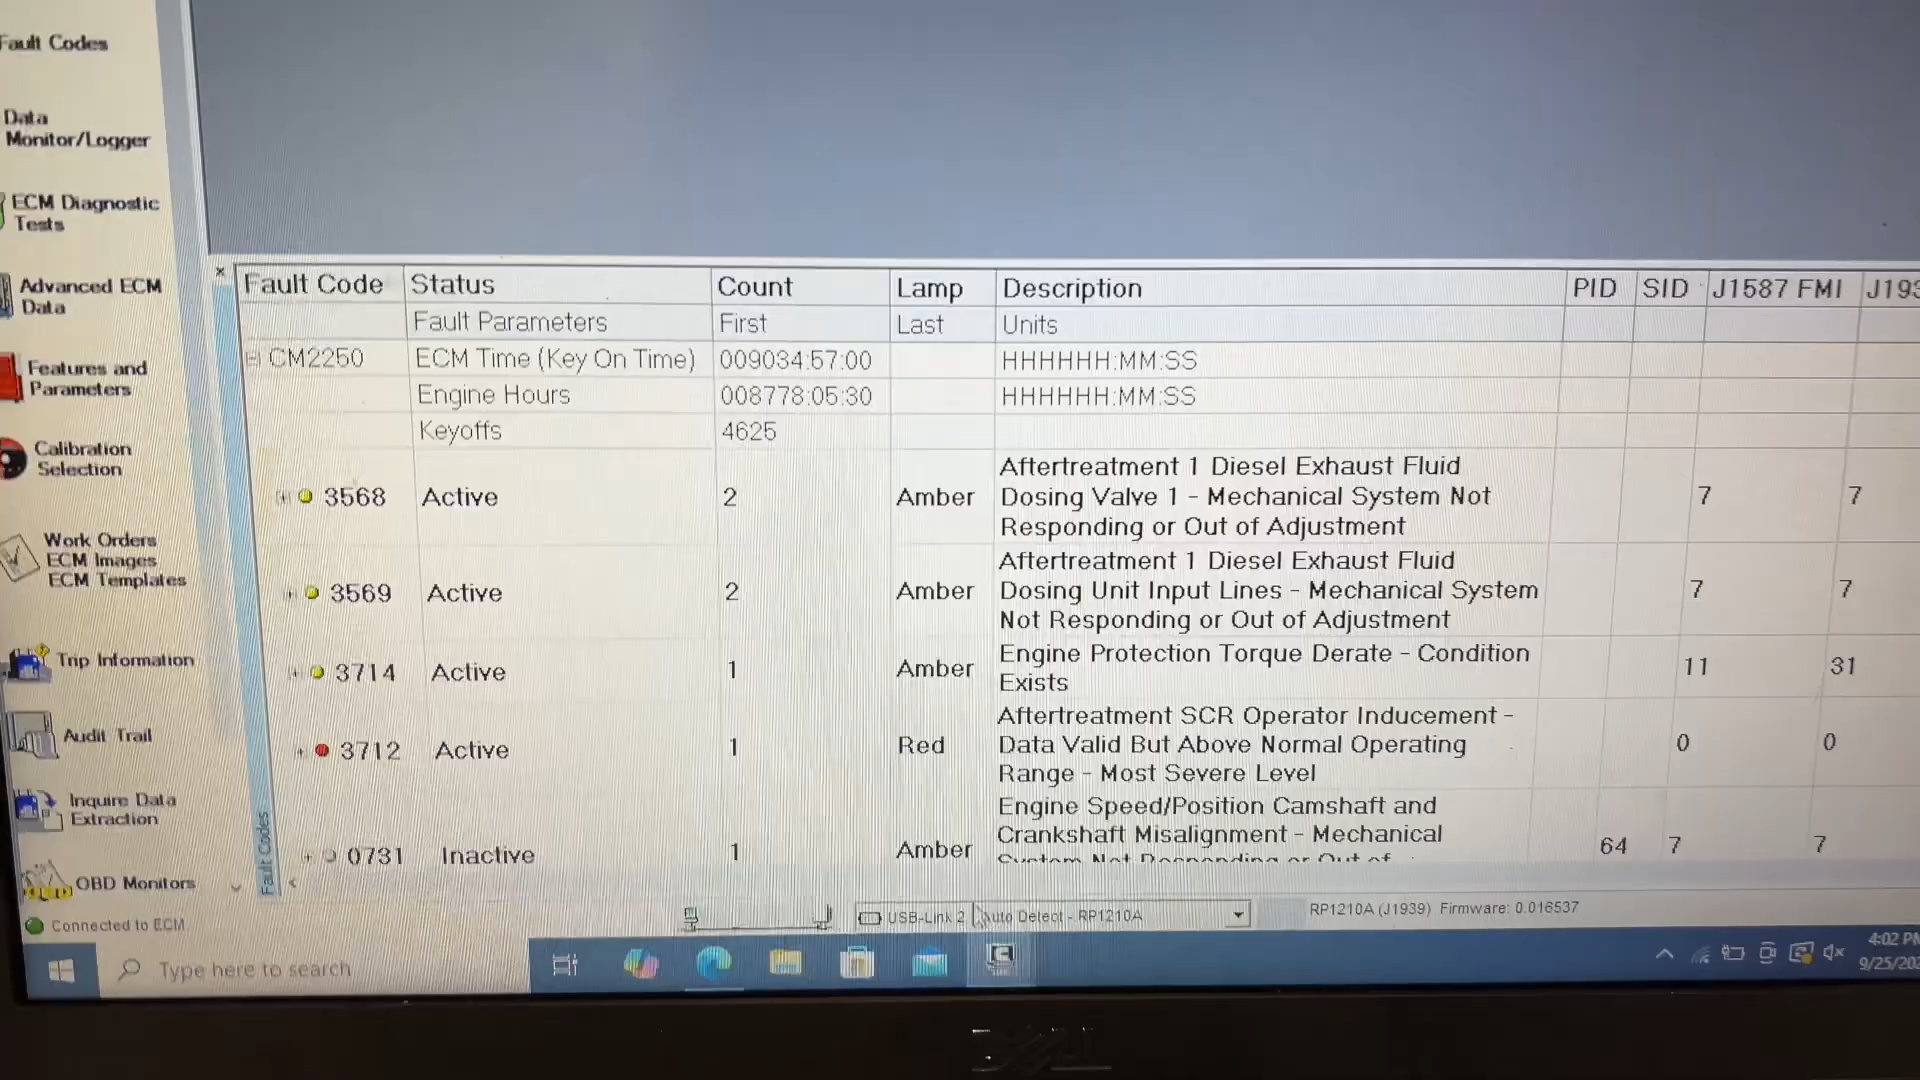 Fault Codes
Data
Monitor/Logger
ECM Diagnostic
Tests
Advanced ECM
Data
Features and
Parameters
Calibration
Selection
Work Orders
ECM Images
ECM Templates
Trip Information
Audit Trail
Inquire Data
Extraction
OBD Monitors
Connected to ECM
Fault Codes
Fault Code Status Count Lamp Description PID SID J1587 FMI J193
Fault Parameters First Last Units
CM2250 ECM Time (Key On Time) 009034:57:00 HHHHHH:MM:SS
Engine Hours 008778:05:30 HHHHHH:MM:SS
Keyoffs 4625
Aftertreatment 1 Diesel Exhaust Fluid
3568 Active 2 Amber Dosing Valve 1 - Mechanical System Not 7 7
Responding or Out of Adjustment
Aftertreatment 1 Diesel Exhaust Fluid
3569 Active 2 Amber Dosing Unit Input Lines - Mechanical System 7 7
Not Responding or Out of Adjustment
3714 Active 1 Amber Engine Protection Torque Derate - Condition 11 31
Exists
Aftertreatment SCR Operator Inducement -
3712 Active 1 Red Data Valid But Above Normal Operating 0 0
Range - Most Severe Level
Engine Speed/Position Camshaft and
0731 Inactive 1 Amber Crankshaft Misalignment - Mechanical 64 7 7
USB-Link 2 Auto Detect - RP1210A RP1210A (J1939) Firmware: 0.016537
Type here to search
4:02 PM
9/25/202